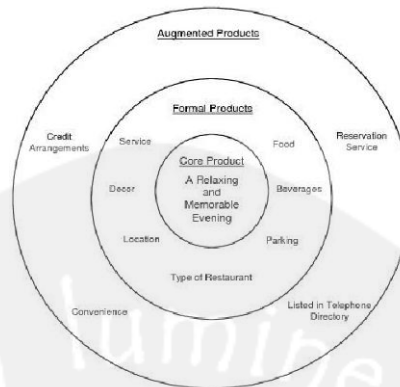 Augmented Products
Formal Products
Credit
Arrangements
Service
Food
Reservation
Service
Core Product
A Relaxing
and
Memorable
Evening
Decor
Beverages
Location
Parking
Type of Restaurant
Convenience
Listed in Telephone
Directory
lumine